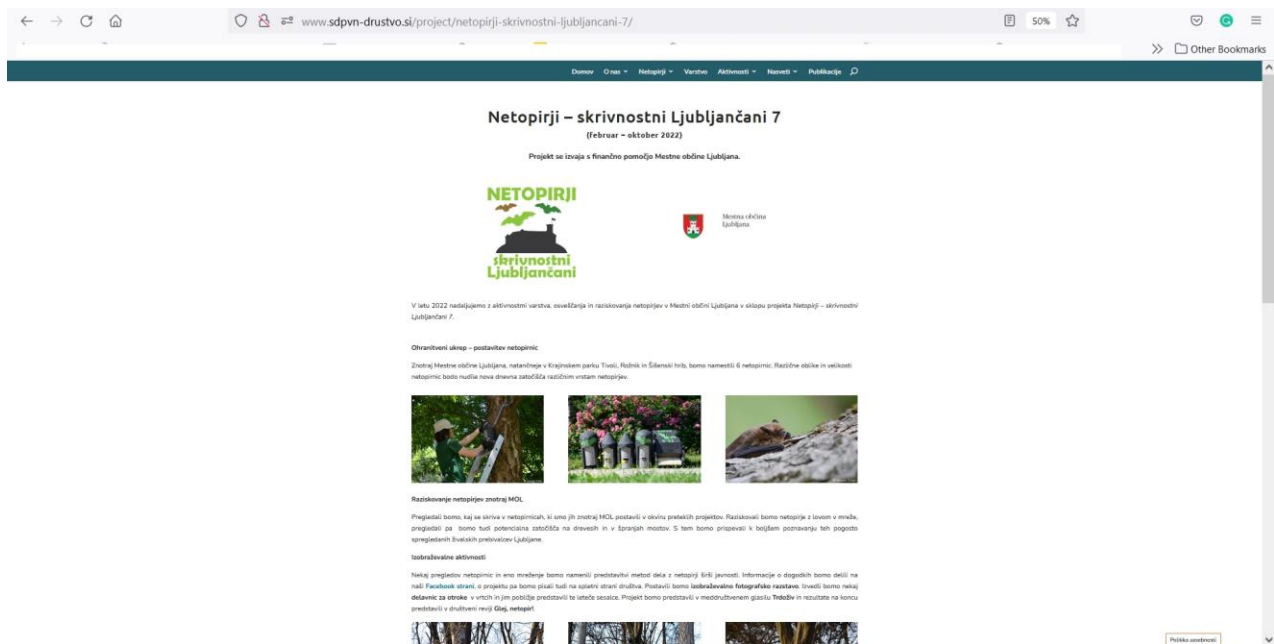 www.sdpvn-drustvo.si/project/netopirji-skrivnostni-ljubljancani-7/
50%
Other Bookmarks
Domov O nas Netopirji Varstvo Aktivnosti Nasveti Publikacije
Netopirji – skrivnostni Ljubljančani 7
(februar – oktober 2022)
Projekt se izvaja s finančno pomočjo Mestne občine Ljubljana.
NETOPIRJI
skrivnostni
Ljubljančani
Mestna občina
Ljubljana
V letu 2022 nadaljujemo z aktivnostmi varstva, osveščanja in raziskovanja netopirjev v Mestni občini Ljubljana v sklopu projekta Netopirji – skrivnostni
Ljubljančani 7.
Ohranitveni ukrep – postavitev netopirnic
Znotraj Mestne občine Ljubljana, natančneje v Krajinskem parku Tivoli, Rožnik in Šišenski hrib, bomo namestili 6 netopirnic. Različne oblike in velikosti
netopirnic bodo nudila nova dnevna zatočišča različnim vrstam netopirjev.
Raziskovanje netopirjev znotraj MOL
Pregledali bomo, kaj se skriva v netopirnicah, ki smo jih znotraj MOL postavili v okviru preteklih projektov. Raziskovali bomo netopirje z lovom v mreže,
pregledali pa bomo tudi potencialna zatočišča na drevesih in v špranjah mostov. S tem bomo prispevali k boljšem poznavanju teh pogosto
spregledanih živalskih prebivalcev Ljubljane.
Izobraževalne aktivnosti
Nekaj pregledov netopirnic in eno mreženje bomo namenili predstavitvi metod dela z netopirji širši javnosti. Informacije o dogodkih bomo delili na
naši Facebook strani, o projektu pa bomo pisali tudi na spletni strani društva. Postavili bomo izobraževalno fotografsko razstavo. Izvedli bomo nekaj
delavnic za otroke v vrtcih in jim pobližje predstavili te leteče sesalce. Projekt bomo predstavili v meddruštvenem glasilu Trdoživ in rezultate na koncu
predstavili v društveni reviji Glej, netopir!
Politika zasebnosti